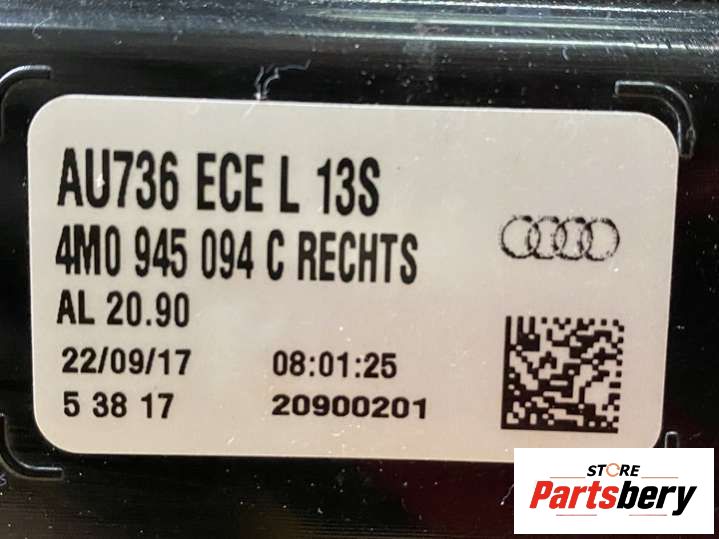 AU736 ECE L 13S
4M0 945 094 C RECHTS
AL 20.90
22/09/17 08:01:25
5 38 17 20900201
STORE
Partsbery